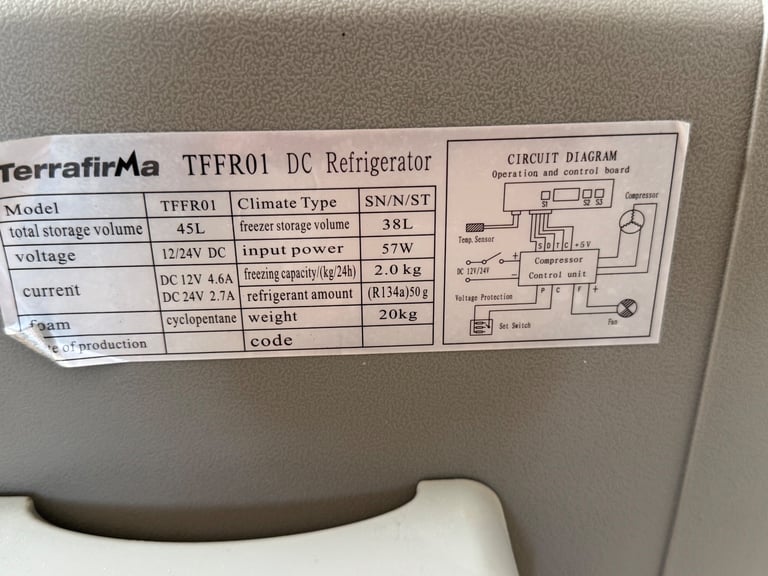 TerrafirMa TFFR01 DC Refrigerator
Model TFFR01 Climate Type SN/N/ST
total storage volume 45L freezer storage volume 38L
voltage 12/24V DC input power 57W
current DC 12V 4.6A freezing capacity/(kg/24h) 2.0 kg
DC 24V 2.7A refrigerant amount (R134a)50g
foam cyclopentane weight 20kg
of production code
CIRCUIT DIAGRAM
Operation and control board
S1 S2 S3
Compressor
Temp. Sensor
S D T C +5V
DC 12V/24V + −
Compressor
Control unit
Voltage Protection P C F +
Set Switch
Fan